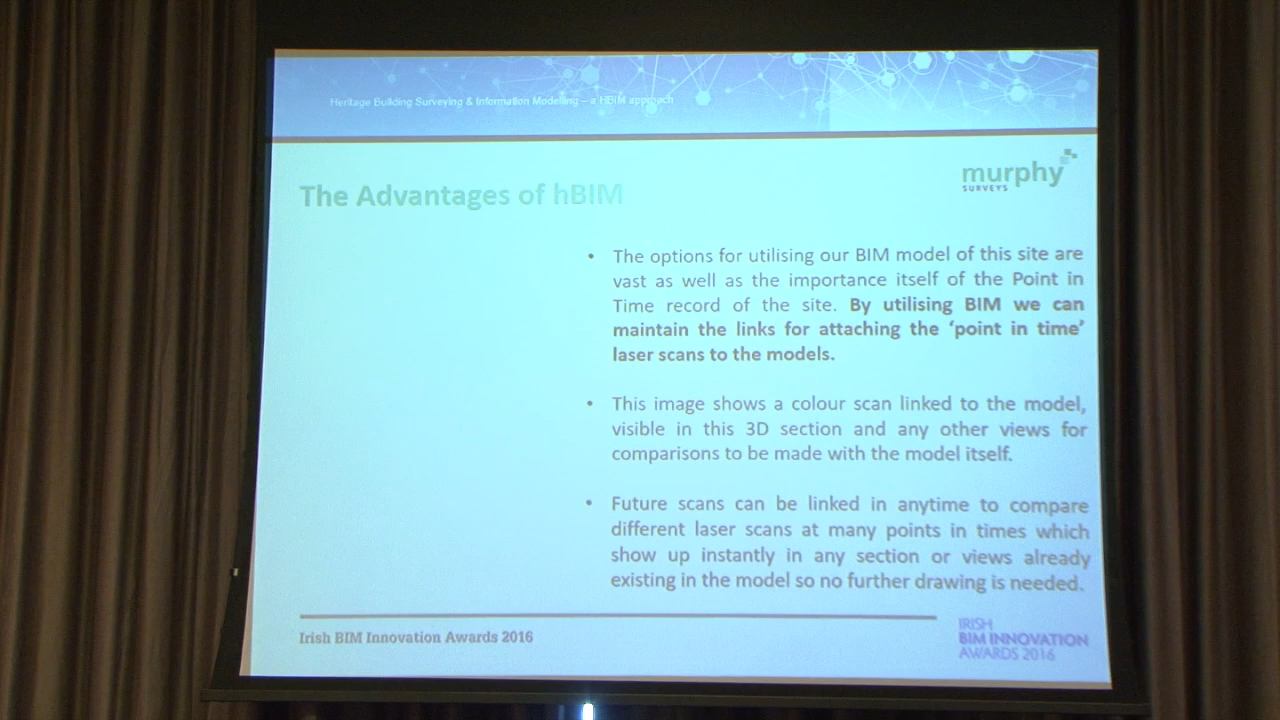 Heritage Building Surveying & Information Modelling – a HBIM approach
The Advantages of hBIM
murphy
SURVEYS
• The options for utilising our BIM model of this site are
vast as well as the importance itself of the Point in
Time record of the site. By utilising BIM we can
maintain the links for attaching the ‘point in time’
laser scans to the models.
• This image shows a colour scan linked to the model,
visible in this 3D section and any other views for
comparisons to be made with the model itself.
• Future scans can be linked in anytime to compare
different laser scans at many points in times which
show up instantly in any section or views already
existing in the model so no further drawing is needed.
Irish BIM Innovation Awards 2016
IRISH
BIM INNOVATION
AWARDS 2016